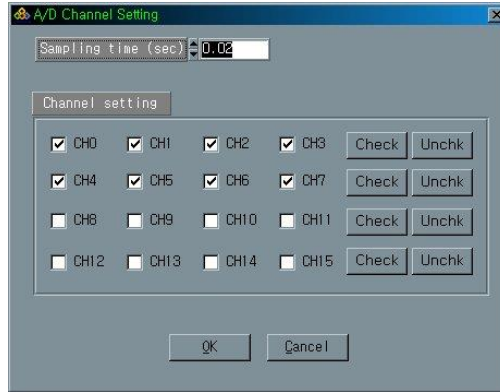 A/D Channel Setting
Sampling time (sec) 0.02
Channel setting
CH0 CH1 CH2 CH3 Check Unchk
CH4 CH5 CH6 CH7 Check Unchk
CH8 CH9 CH10 CH11 Check Unchk
CH12 CH13 CH14 CH15 Check Unchk
OK Cancel